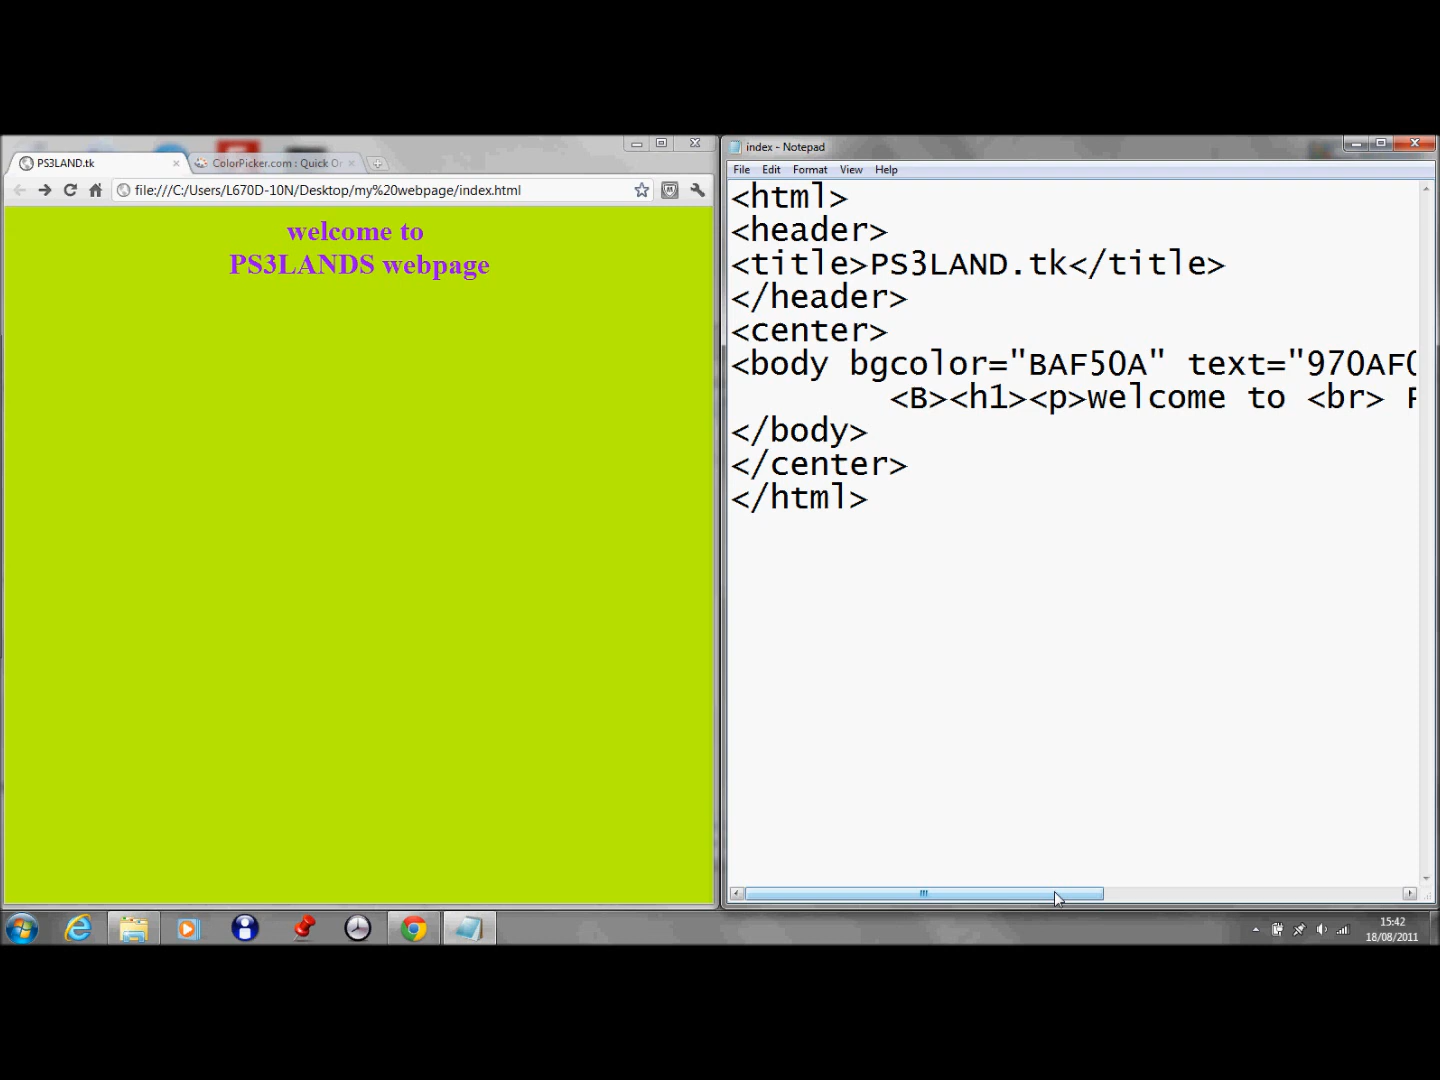 PS3LAND.tk
ColorPicker.com : Quick Or
file:///C:/Users/L670D-10N/Desktop/my%20webpage/index.html
welcome to
PS3LANDS webpage
index - Notepad
File Edit Format View Help
<html>
<header>
<title>PS3LAND.tk</title>
</header>
<center>
<body bgcolor="BAF50A" text="970AF0
<B><h1><p>welcome to <br> P
</body>
</center>
</html>
15:42
18/08/2011